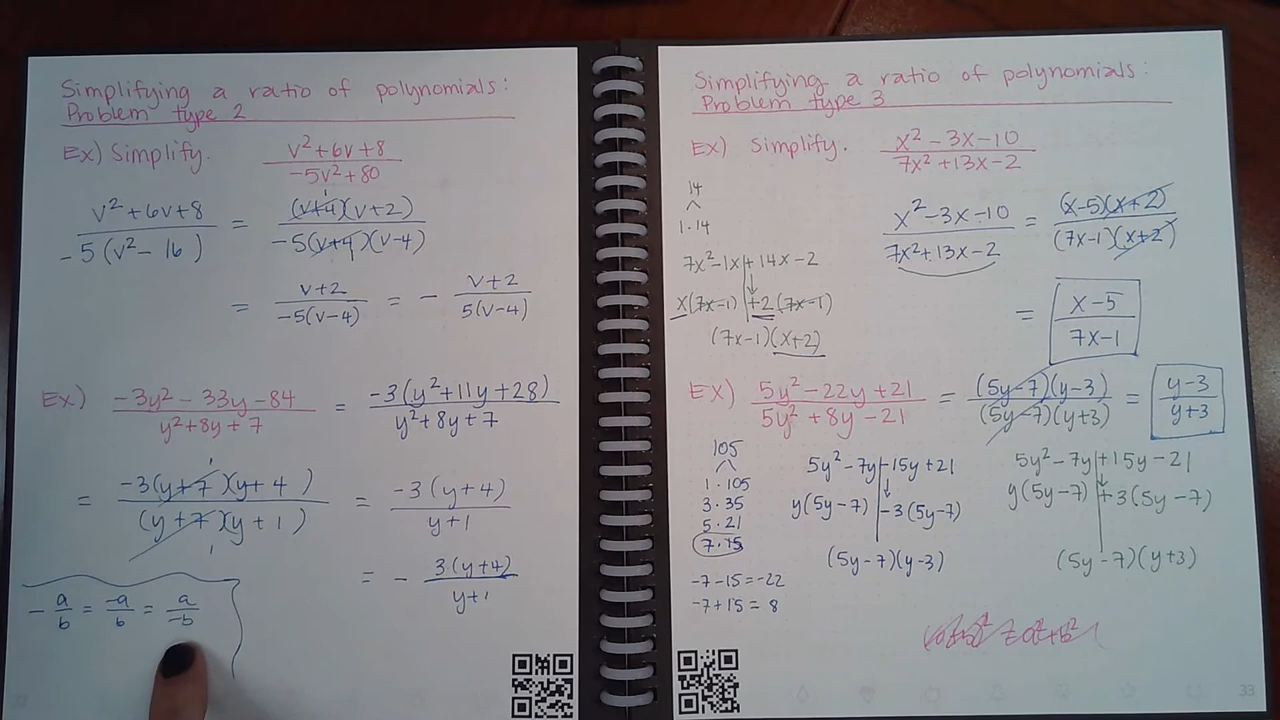 Simplifying a ratio of polynomials:
Problem type 2
Ex) Simplify. (v²+6v+8)/(-5v²+80)
(v²+6v+8)/(-5(v²-16)) = ((v+4)(v+2))/(-5(v+4)(v-4))
= (v+2)/(-5(v-4)) = - (v+2)/(5(v-4))
Ex) (-3y²-33y-84)/(y²+8y+7) = (-3(y²+11y+28))/(y²+8y+7)
= (-3(y+7)(y+4))/((y+7)(y+1)) = (-3(y+4))/(y+1)
= - (3(y+4))/(y+1)
- a/b = -a/b = a/-b
Simplifying a ratio of polynomials:
Problem type 3
Ex) Simplify. (x²-3x-10)/(7x²+13x-2)
14
1·14
(x²-3x-10)/(7x²+13x-2) = ((x-5)(x+2))/((7x-1)(x+2))
7x²-1x+14x-2
x(7x-1)+2(7x-1)
(7x-1)(x+2)
= (x-5)/(7x-1)
Ex) (5y²-22y+21)/(5y²+8y-21) = ((5y-7)(y-3))/((5y-7)(y+3)) = (y-3)/(y+3)
105
1·105
3·35
5·21
7·15
-7-15=-22
-7+15=8
5y²-7y-15y+21
y(5y-7)-3(5y-7)
(5y-7)(y-3)
5y²-7y+15y-21
y(5y-7)+3(5y-7)
(5y-7)(y+3)
33